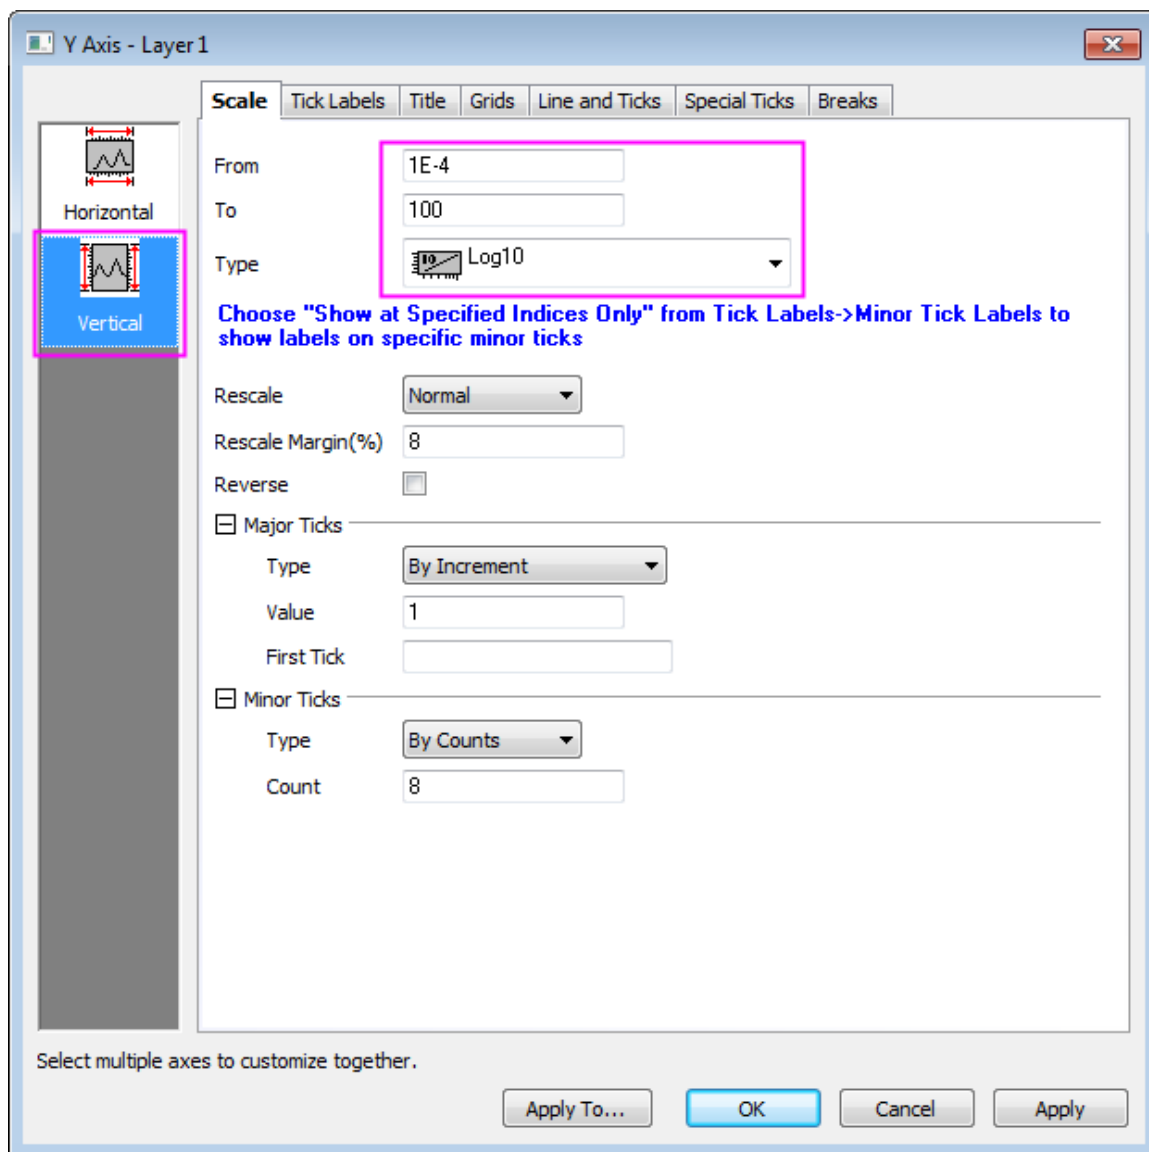 Y Axis - Layer 1
Scale Tick Labels Title Grids Line and Ticks Special Ticks Breaks
Horizontal
Vertical
From 1E-4
To 100
Type 10 Log10
Choose "Show at Specified Indices Only" from Tick Labels->Minor Tick Labels to
show labels on specific minor ticks
Rescale Normal
Rescale Margin(%) 8
Reverse
Major Ticks
Type By Increment
Value 1
First Tick
Minor Ticks
Type By Counts
Count 8
Select multiple axes to customize together.
Apply To... OK Cancel Apply